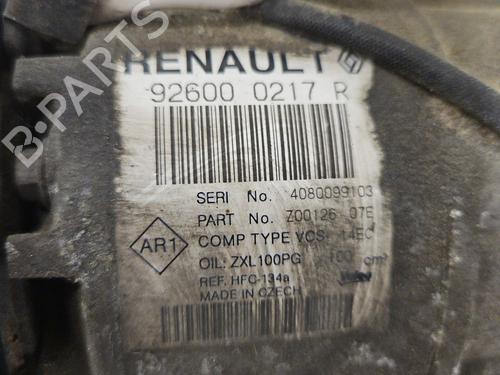 B-PARTS
RENAULT
92600 0217 R
SERI No. 4080099103
PART No. Z00126 07E
COMP TYPE VCS 14EC
AR1
OIL: ZXL100PG 100 cm³
REF. HFC-134a
MADE IN CZECH